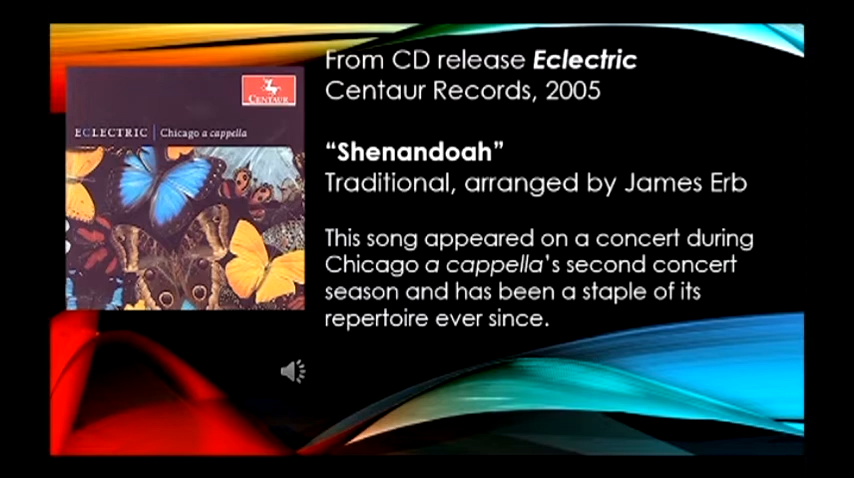 From CD release Eclectric
Centaur Records, 2005
CENTAUR
ECLECTRIC | Chicago a cappella
“Shenandoah”
Traditional, arranged by James Erb
This song appeared on a concert during
Chicago a cappella’s second concert
season and has been a staple of its
repertoire ever since.